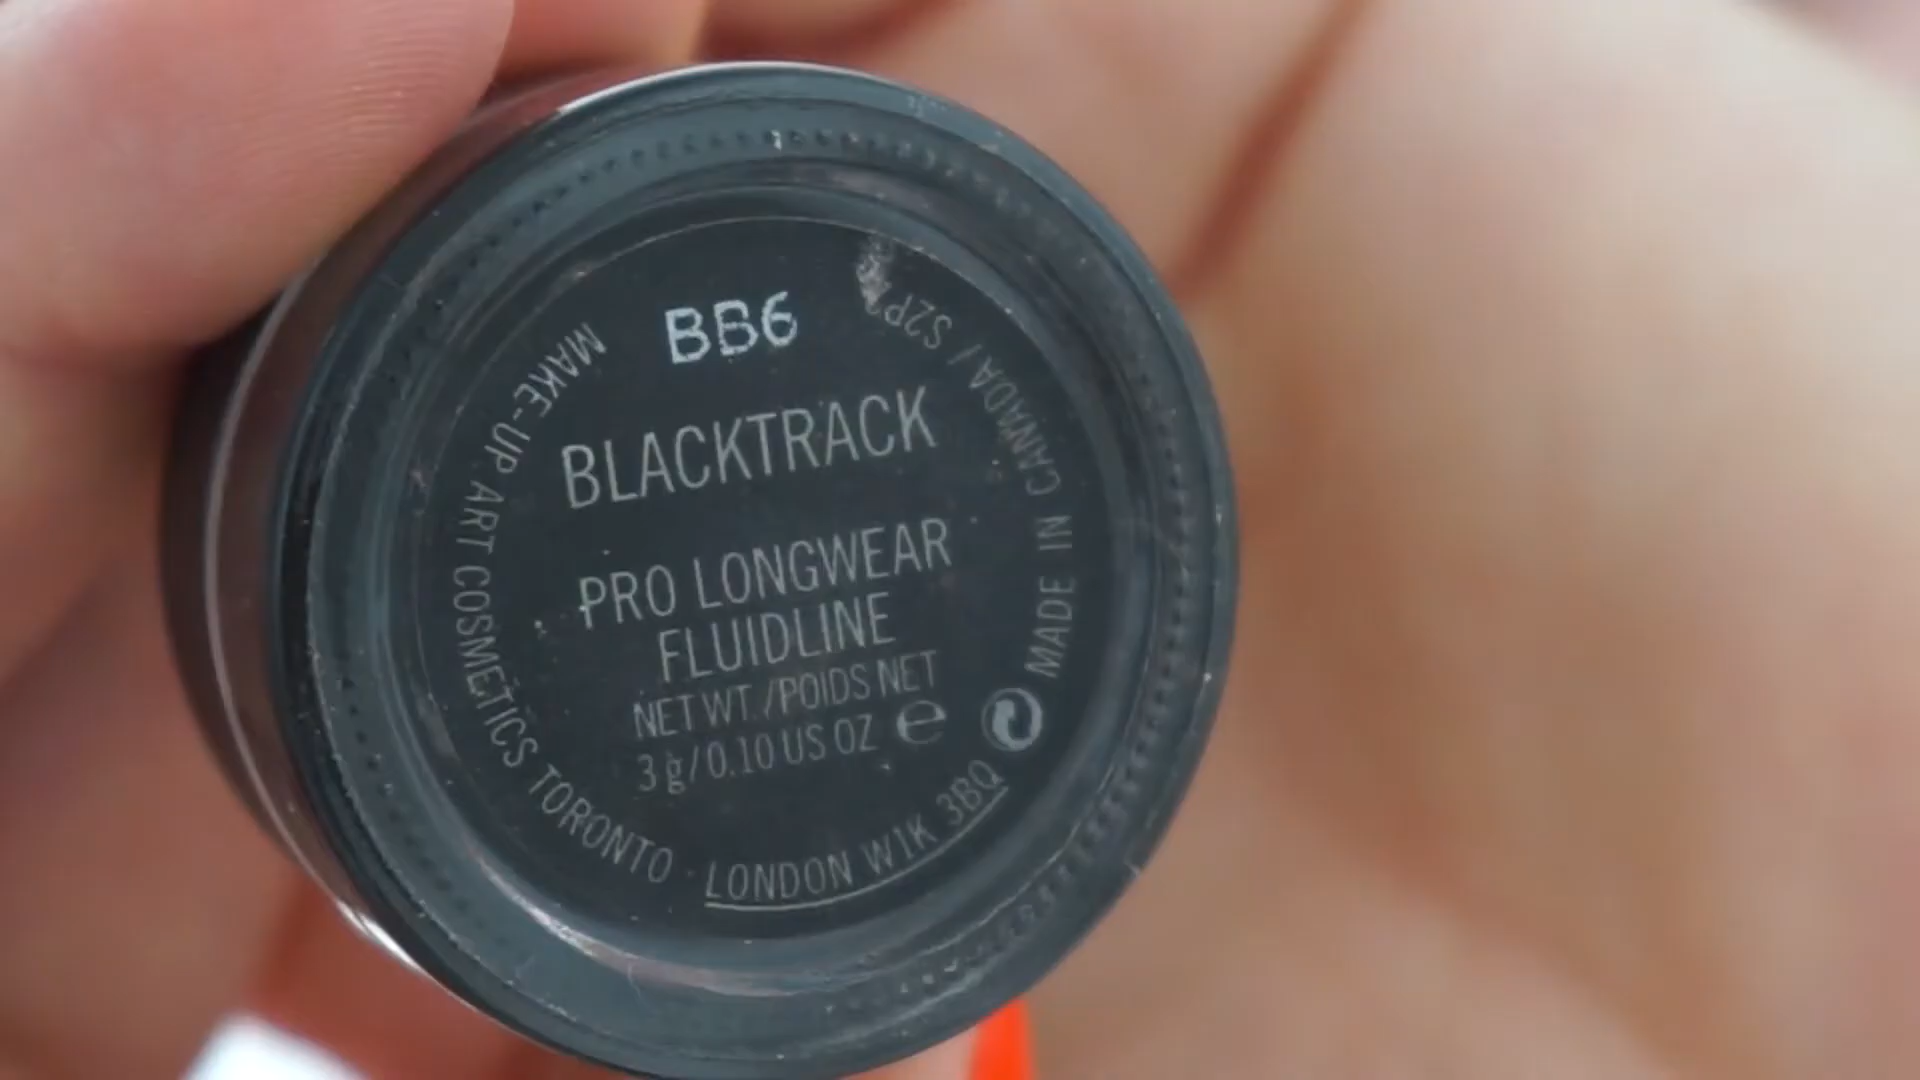 BB6
BLACKTRACK
PRO LONGWEAR
FLUIDLINE
NET WT./POIDS NET
3 g/0.10 US OZ ℮
MAKE-UP ART COSMETICS TORONTO · LONDON W1K 3BQ
MADE IN CANADA /